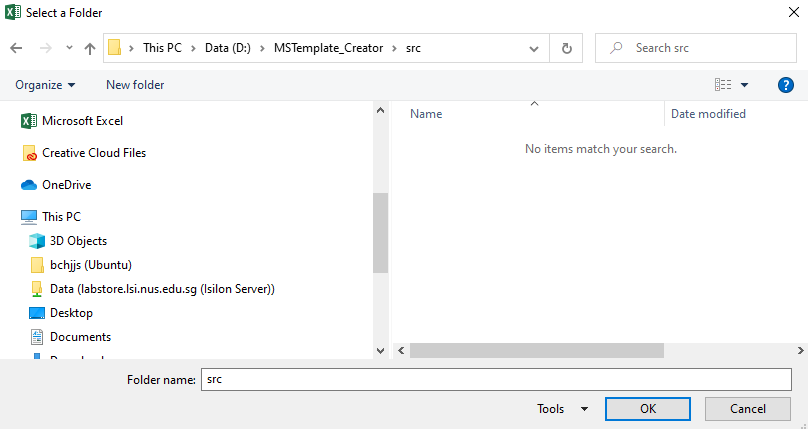 Select a Folder
This PC > Data (D:) > MSTemplate_Creator > src
Search src
Organize
New folder
?
Name
Date modified
No items match your search.
Microsoft Excel
Creative Cloud Files
OneDrive
This PC
3D Objects
bchjjs (Ubuntu)
Data (labstore.lsi.nus.edu.sg (Isilon Server))
Desktop
Documents
Folder name:
src
Tools
OK
Cancel